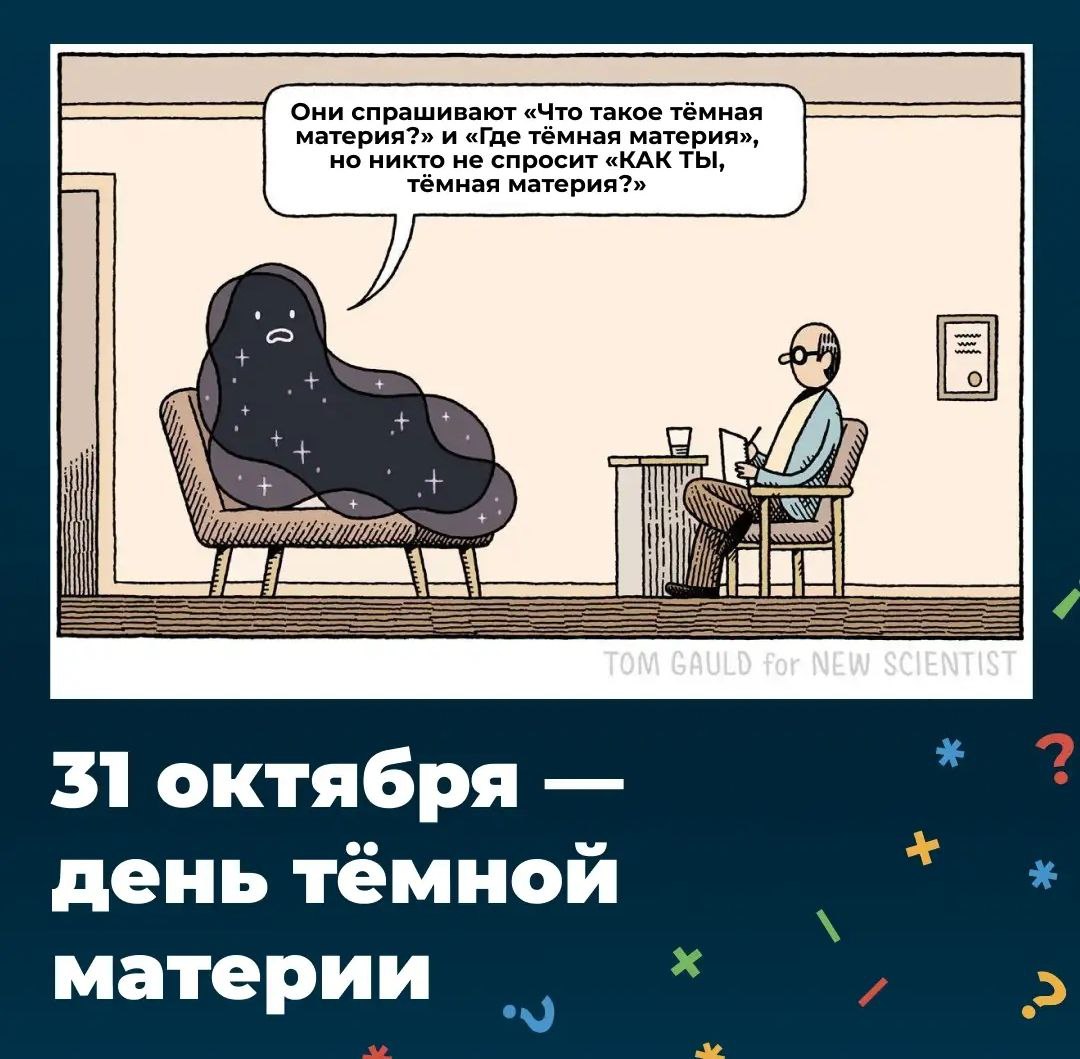 Они спрашивают «Что такое тёмная
материя?» и «Где тёмная материя»,
но никто не спросит «КАК ТЫ,
тёмная материя?»
TOM GAULD for NEW SCIENTIST
31 октября —
день тёмной
материи